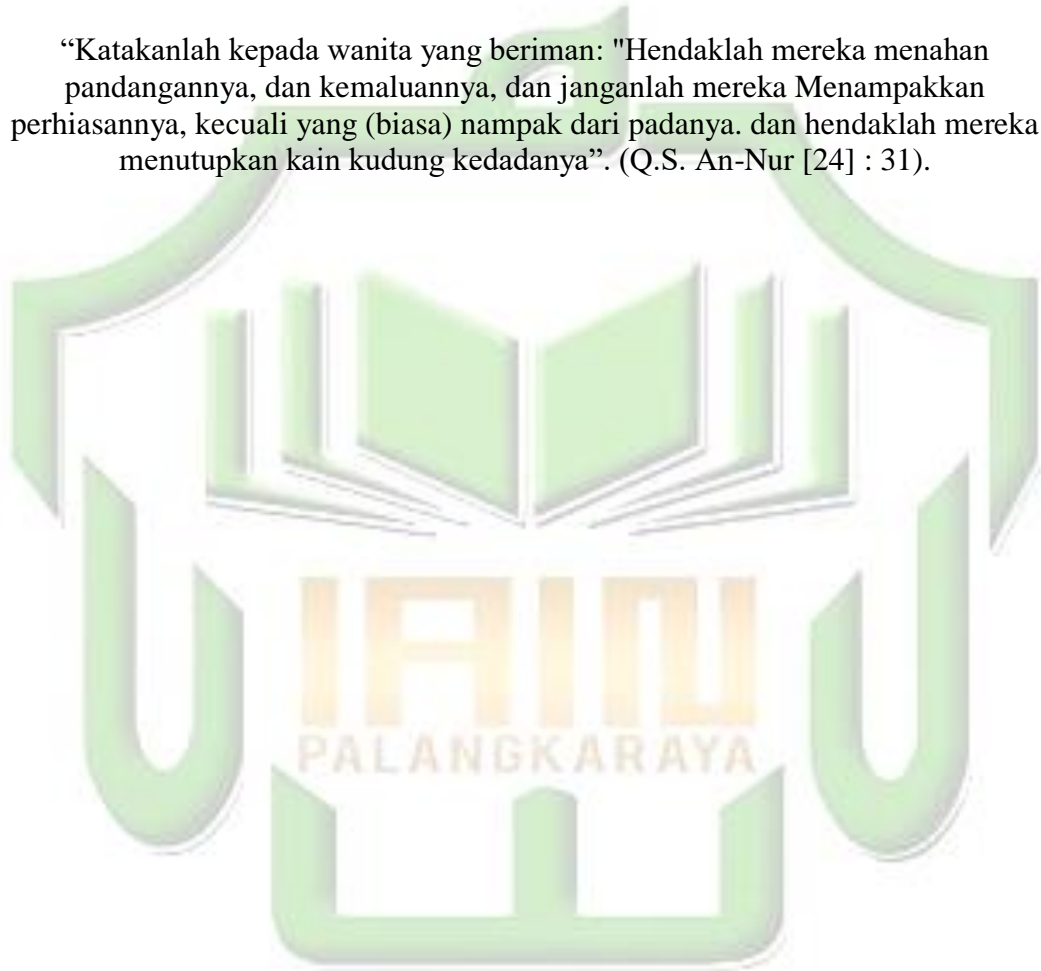 “Katakanlah kepada wanita yang beriman: "Hendaklah mereka menahan
pandangannya, dan kemaluannya, dan janganlah mereka Menampakkan
perhiasannya, kecuali yang (biasa) nampak dari padanya. dan hendaklah mereka
menutupkan kain kudung kedadanya”. (Q.S. An-Nur [24] : 31).
IAIN
PALANGKARAYA